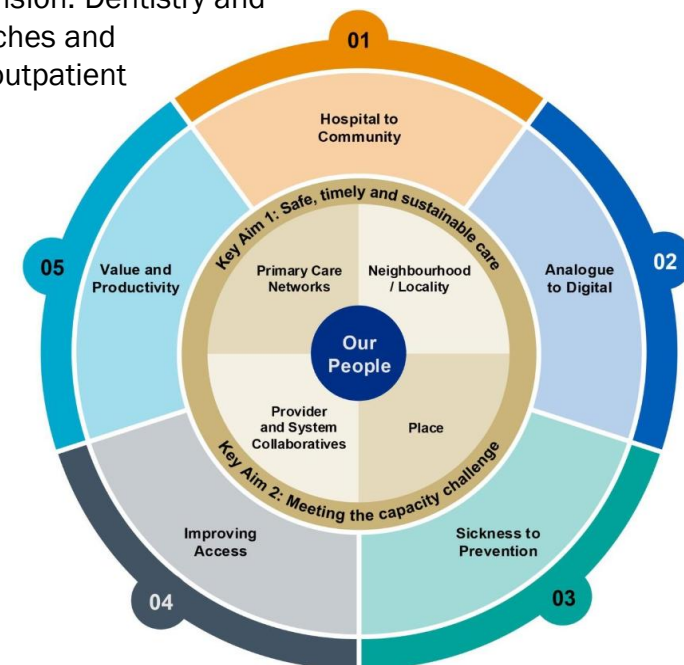 nsion: Dentistry and
ches and
outpatient
01
Hospital to
Community
02
Analogue
to Digital
03
Sickness to
Prevention
04
Improving
Access
05
Value and
Productivity
Key Aim 1: Safe, timely and sustainable care
Primary Care
Networks
Neighbourhood
/ Locality
Our
People
Provider
and System
Collaboratives
Place
Key Aim 2: Meeting the capacity challenge